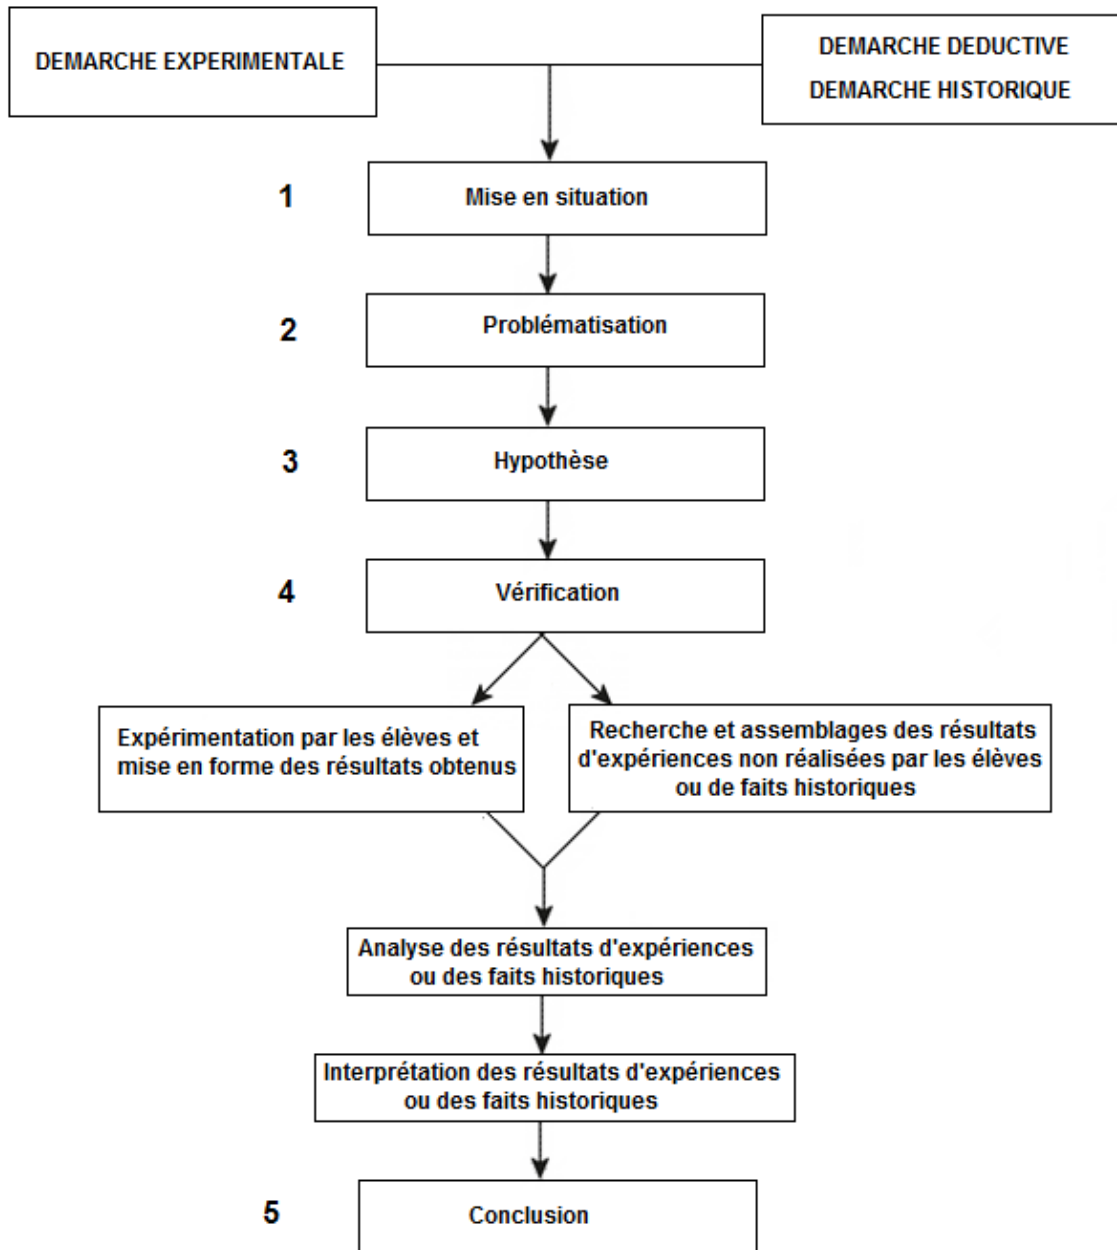 DEMARCHE EXPERIMENTALE
DEMARCHE DEDUCTIVE
DEMARCHE HISTORIQUE
1
Mise en situation
2
Problématisation
3
Hypothèse
4
Vérification
Expérimentation par les élèves et
mise en forme des résultats obtenus
Recherche et assemblages des résultats
d'expériences non réalisées par les élèves
ou de faits historiques
Analyse des résultats d'expériences
ou des faits historiques
Interprétation des résultats d'expériences
ou des faits historiques
5
Conclusion